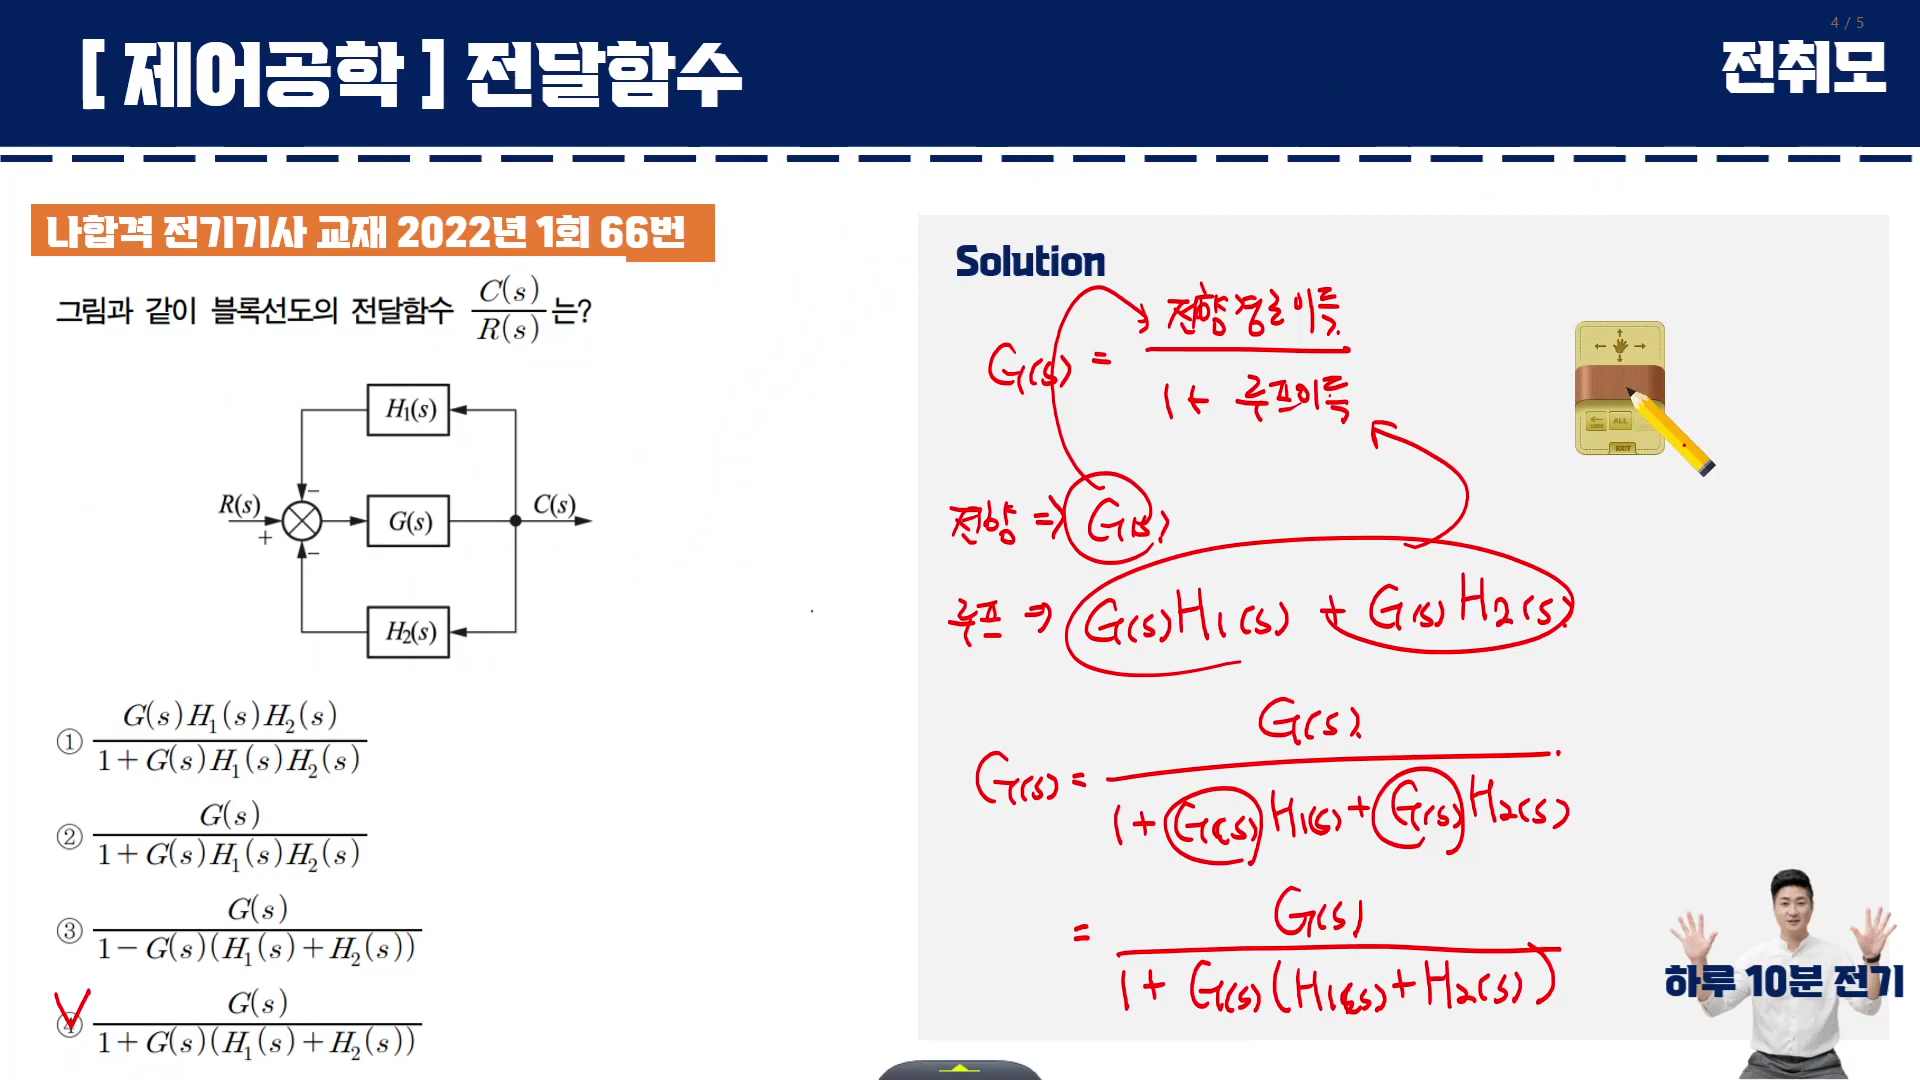 4 / 5
[ 제어공학 ] 전달함수
전취모
나합격 전기기사 교재 2022년 1회 66번
그림과 같이 블록선도의 전달함수 C(s)/R(s) 는?
H₁(s)
R(s)
+
−
−
G(s)
C(s)
H₂(s)
① G(s)H₁(s)H₂(s) / 1+G(s)H₁(s)H₂(s)
② G(s) / 1+G(s)H₁(s)H₂(s)
③ G(s) / 1−G(s)(H₁(s)+H₂(s))
④ G(s) / 1+G(s)(H₁(s)+H₂(s))
Solution
G(s) = 전향경로이득 / 1+ 루프이득
전향 ⇒ G(s)
루프 ⇒ G(s)H₁(s) + G(s)H₂(s)
G(s) = G(s) / 1+ G(s)H₁(s)+G(s)H₂(s)
= G(s) / 1+ G(s)(H₁(s)+H₂(s))
ALL
EXIT
하루 10분 전기